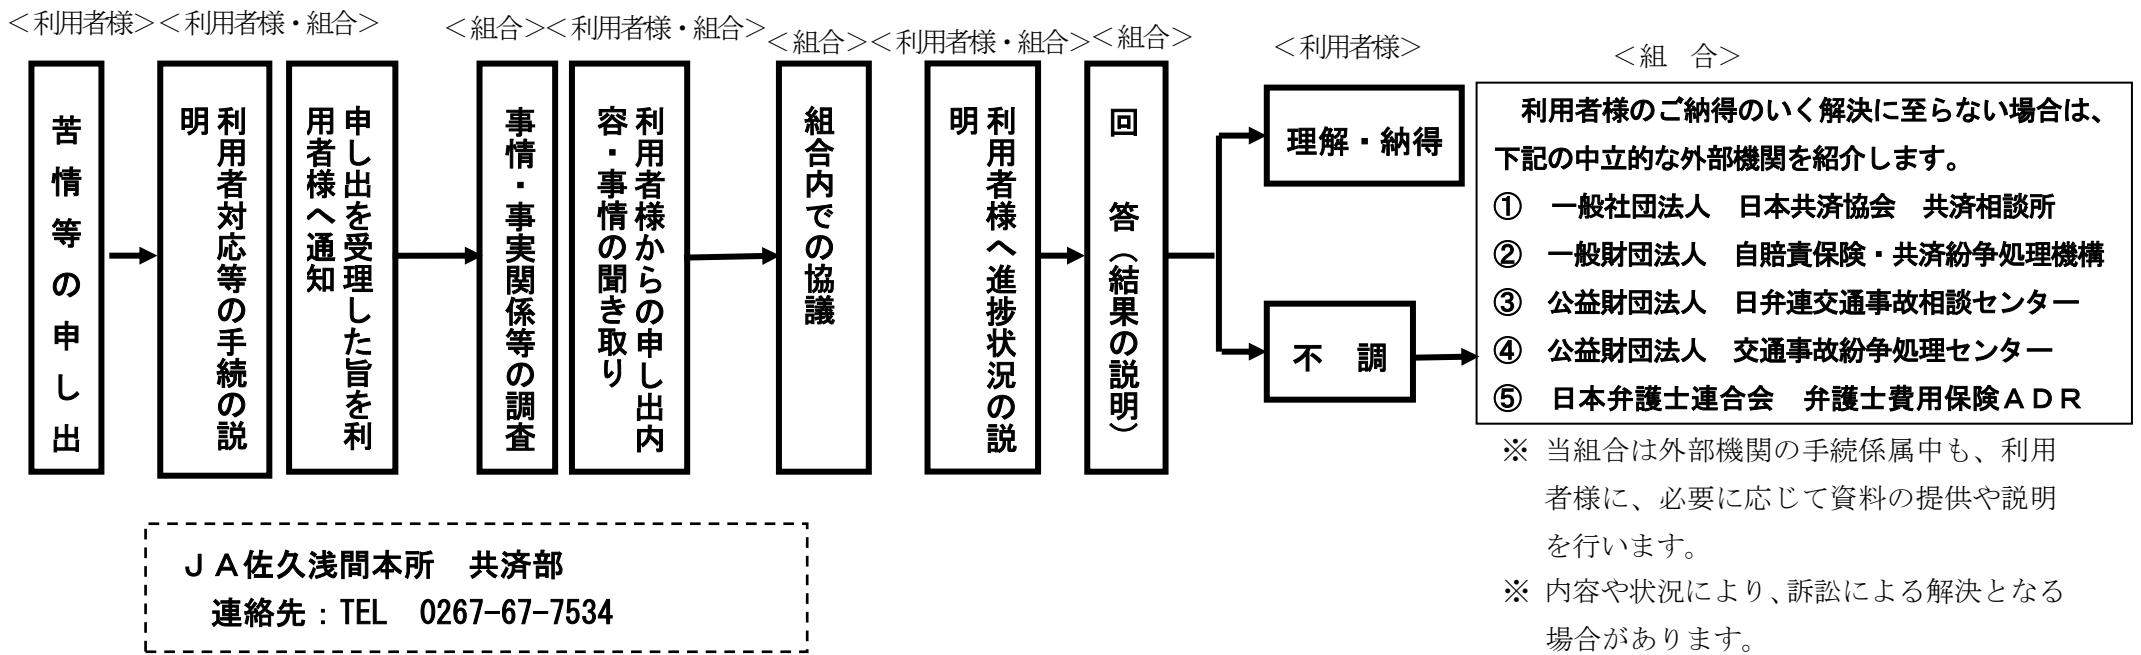 ＜利用者様＞
＜利用者様・組合＞
＜組合＞
＜利用者様・組合＞
＜組合＞
＜利用者様・組合＞
＜組合＞
＜利用者様＞
＜組　合＞
苦情等の申し出
利用者対応等の手続の説
明
申し出を受理した旨を利
用者様へ通知
事情・事実関係等の調査
利用者様からの申し出内
容・事情の聞き取り
組合内での協議
利用者様へ進捗状況の説
明
回　答（結果の説明）
理解・納得
不　調
利用者様のご納得のいく解決に至らない場合は、
下記の中立的な外部機関を紹介します。
①　一般社団法人　日本共済協会　共済相談所
②　一般財団法人　自賠責保険・共済紛争処理機構
③　公益財団法人　日弁連交通事故相談センター
④　公益財団法人　交通事故紛争処理センター
⑤　日本弁護士連合会　弁護士費用保険ＡＤＲ
※ 当組合は外部機関の手続係属中も、利用
者様に、必要に応じて資料の提供や説明
を行います。
※ 内容や状況により、訴訟による解決となる
場合があります。
ＪＡ佐久浅間本所　共済部
連絡先：TEL　0267-67-7534